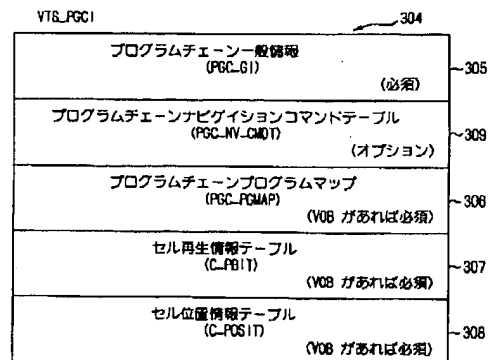 VTS_PGCI
304
プログラムチェーン一般情報
(PGC_GI)
(必須)
305
プログラムチェーンナビゲイションコマンドテーブル
(PGC_NV_CMDT)
(オプション)
309
プログラムチェーンプログラムマップ
(PGC_PGMAP)
(VOB があれば必須)
306
セル再生情報テーブル
(C_PBIT)
(VOB があれば必須)
307
セル位置情報テーブル
(C_POSIT)
(VOB があれば必須)
308